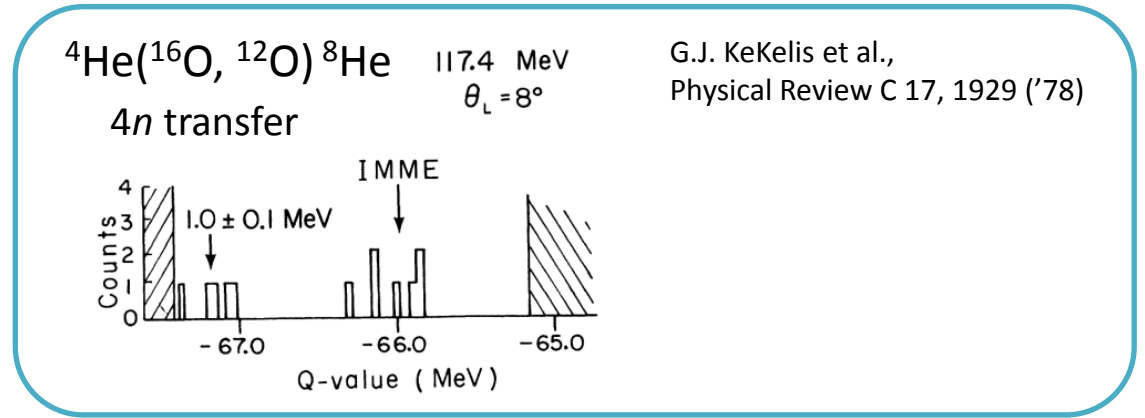 ⁴He(¹⁶O, ¹²O) ⁸He
4n transfer
117.4 MeV
θL = 8°
G.J. KeKelis et al.,
Physical Review C 17, 1929 (’78)
IMME
1.0 ± 0.1 MeV
Counts
4
3
2
1
0
-67.0 -66.0 -65.0
Q-value (MeV)